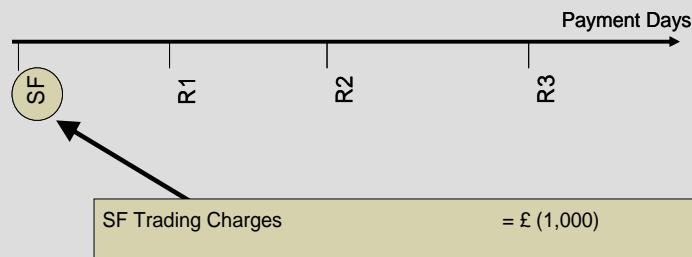 Payment Days
SF
R1
R2
R3
SF Trading Charges = £ (1,000)